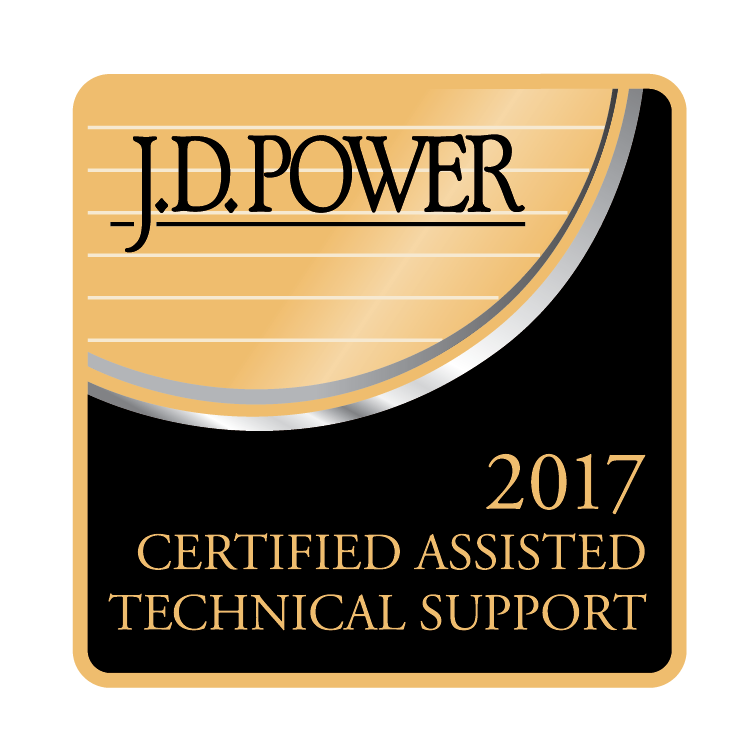 J.D. POWER
2017
CERTIFIED ASSISTED
TECHNICAL SUPPORT